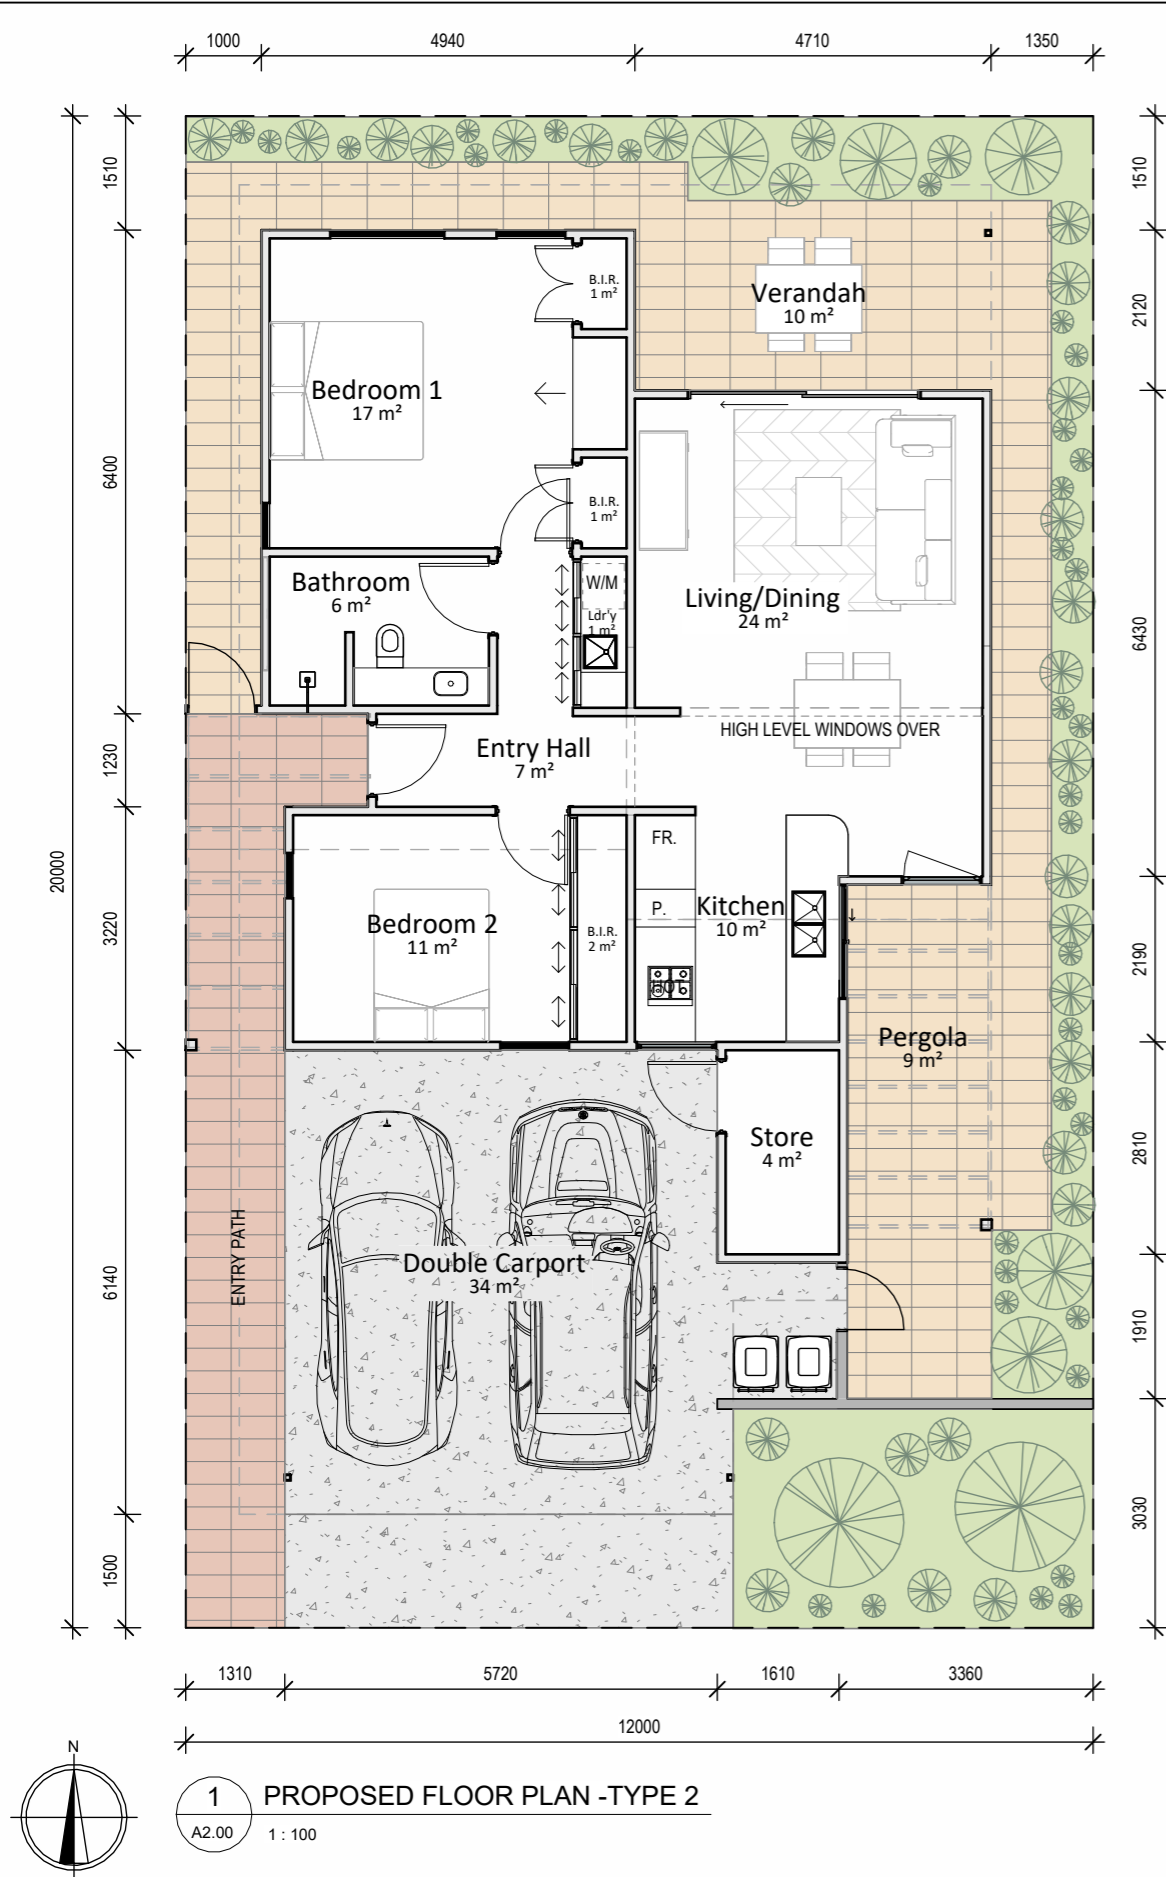 1000
4940
4710
1350
1510
1510
B.I.R.
1 m²
Verandah
10 m²
2120
Bedroom 1
17 m²
6400
B.I.R.
1 m²
Bathroom
6 m²
W/M
Ldr'y
1 m²
Living/Dining
24 m²
6430
HIGH LEVEL WINDOWS OVER
Entry Hall
7 m²
1230
20000
FR.
P.
Kitchen
10 m²
Bedroom 2
11 m²
B.I.R.
2 m²
3220
2190
HOT
Pergola
9 m²
Store
4 m²
2810
ENTRY PATH
Double Carport
34 m²
6140
1910
3030
1500
1310
5720
1610
3360
12000
N
1
A2.00
PROPOSED FLOOR PLAN -TYPE 2
1 : 100